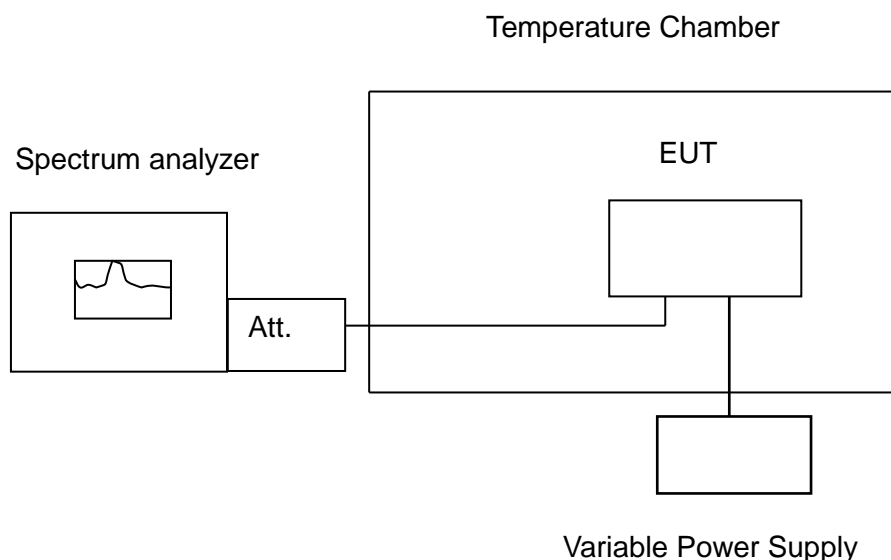 Temperature Chamber
Spectrum analyzer
EUT
Att.
Variable Power Supply